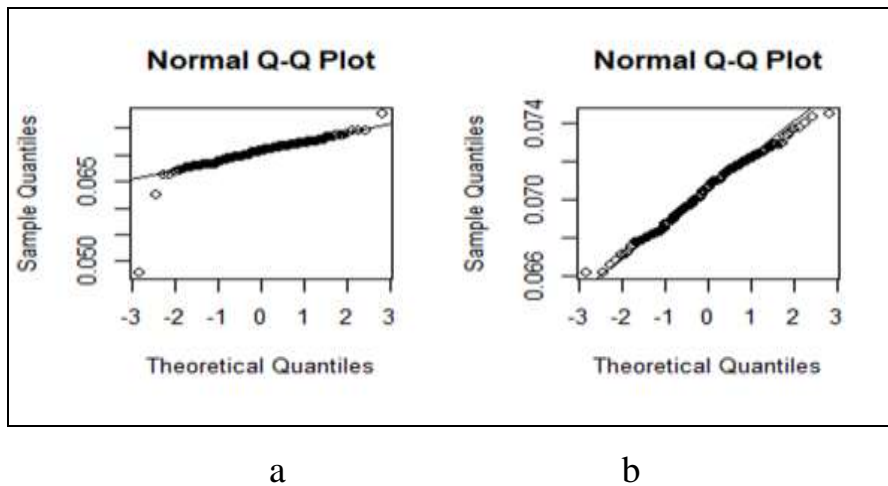 Normal Q-Q Plot
Sample Quantiles
0.065
0.050
-3 -2 -1 0 1 2 3
Theoretical Quantiles
Normal Q-Q Plot
Sample Quantiles
0.074
0.070
0.066
-3 -2 -1 0 1 2 3
Theoretical Quantiles
a
b